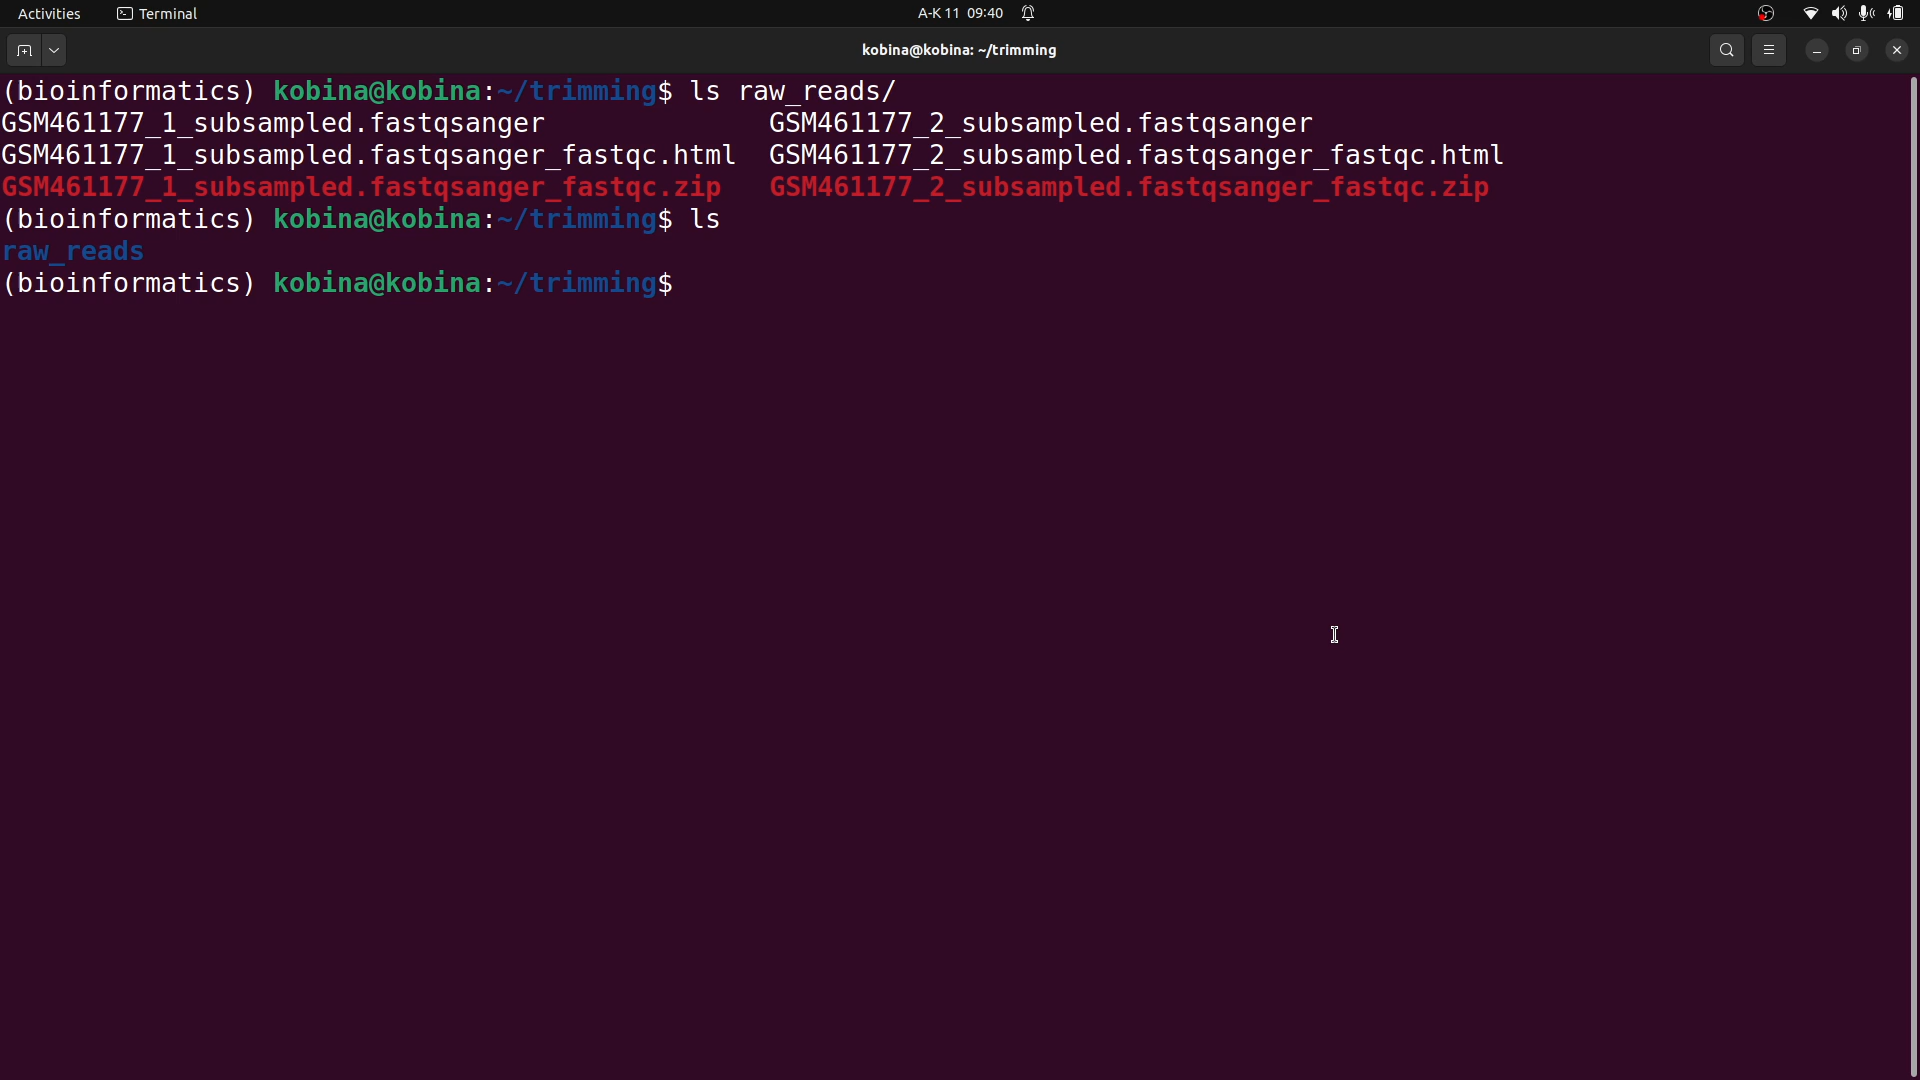 Activities Terminal A-K 11 09:40
kobina@kobina: ~/trimming
(bioinformatics) kobina@kobina:~/trimming$ ls raw_reads/
GSM461177_1_subsampled.fastqsanger GSM461177_2_subsampled.fastqsanger
GSM461177_1_subsampled.fastqsanger_fastqc.html GSM461177_2_subsampled.fastqsanger_fastqc.html
GSM461177_1_subsampled.fastqsanger_fastqc.zip GSM461177_2_subsampled.fastqsanger_fastqc.zip
(bioinformatics) kobina@kobina:~/trimming$ ls
raw_reads
(bioinformatics) kobina@kobina:~/trimming$